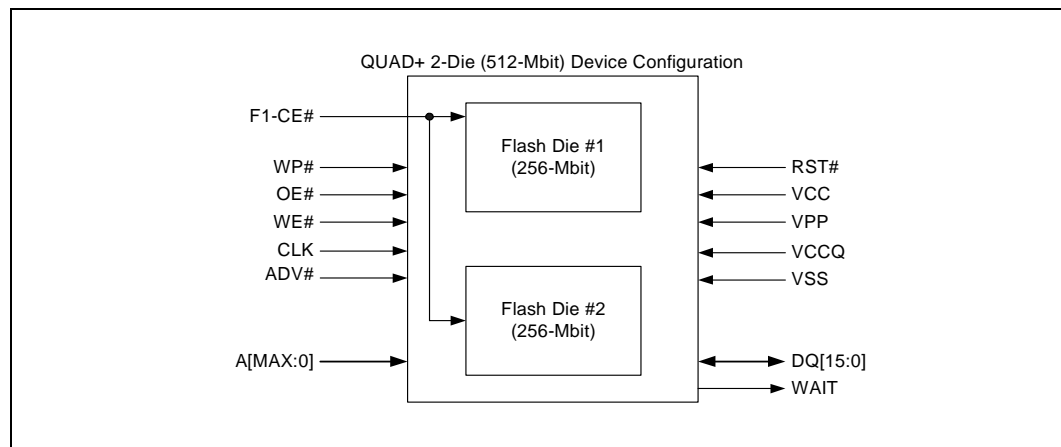 QUAD+ 2-Die (512-Mbit) Device Configuration
F1-CE#
Flash Die #1
(256-Mbit)
WP#
OE#
WE#
CLK
ADV#
RST#
VCC
VPP
VCCQ
VSS
Flash Die #2
(256-Mbit)
A[MAX:0]
DQ[15:0]
WAIT